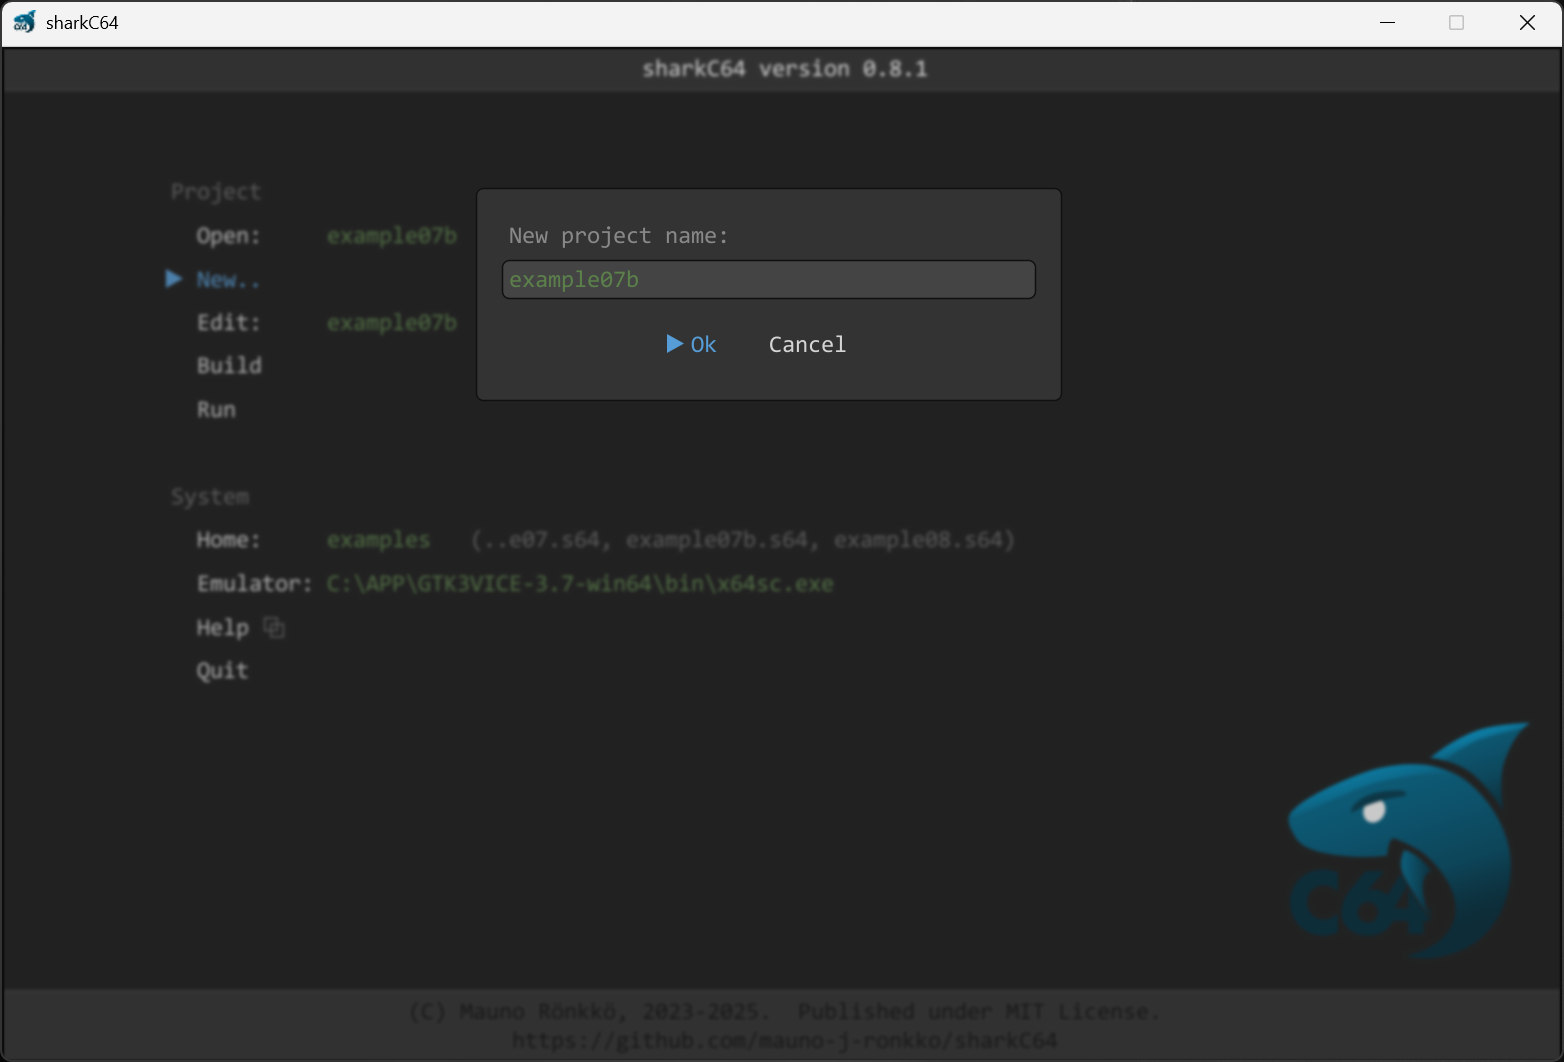 sharkC64
sharkC64 version 0.8.1
Project
Open: example07b
New..
Edit: example07b
Build
Run
New project name:
example07b
Ok Cancel
System
Home: examples (..e07.s64, example07b.s64, example08.s64)
Emulator: C:\APP\GTK3VICE-3.7-win64\bin\x64sc.exe
Help
Quit
C64
(C) Mauno Rönkkö, 2023-2025. Published under MIT License.
https://github.com/mauno-j-ronkko/sharkC64